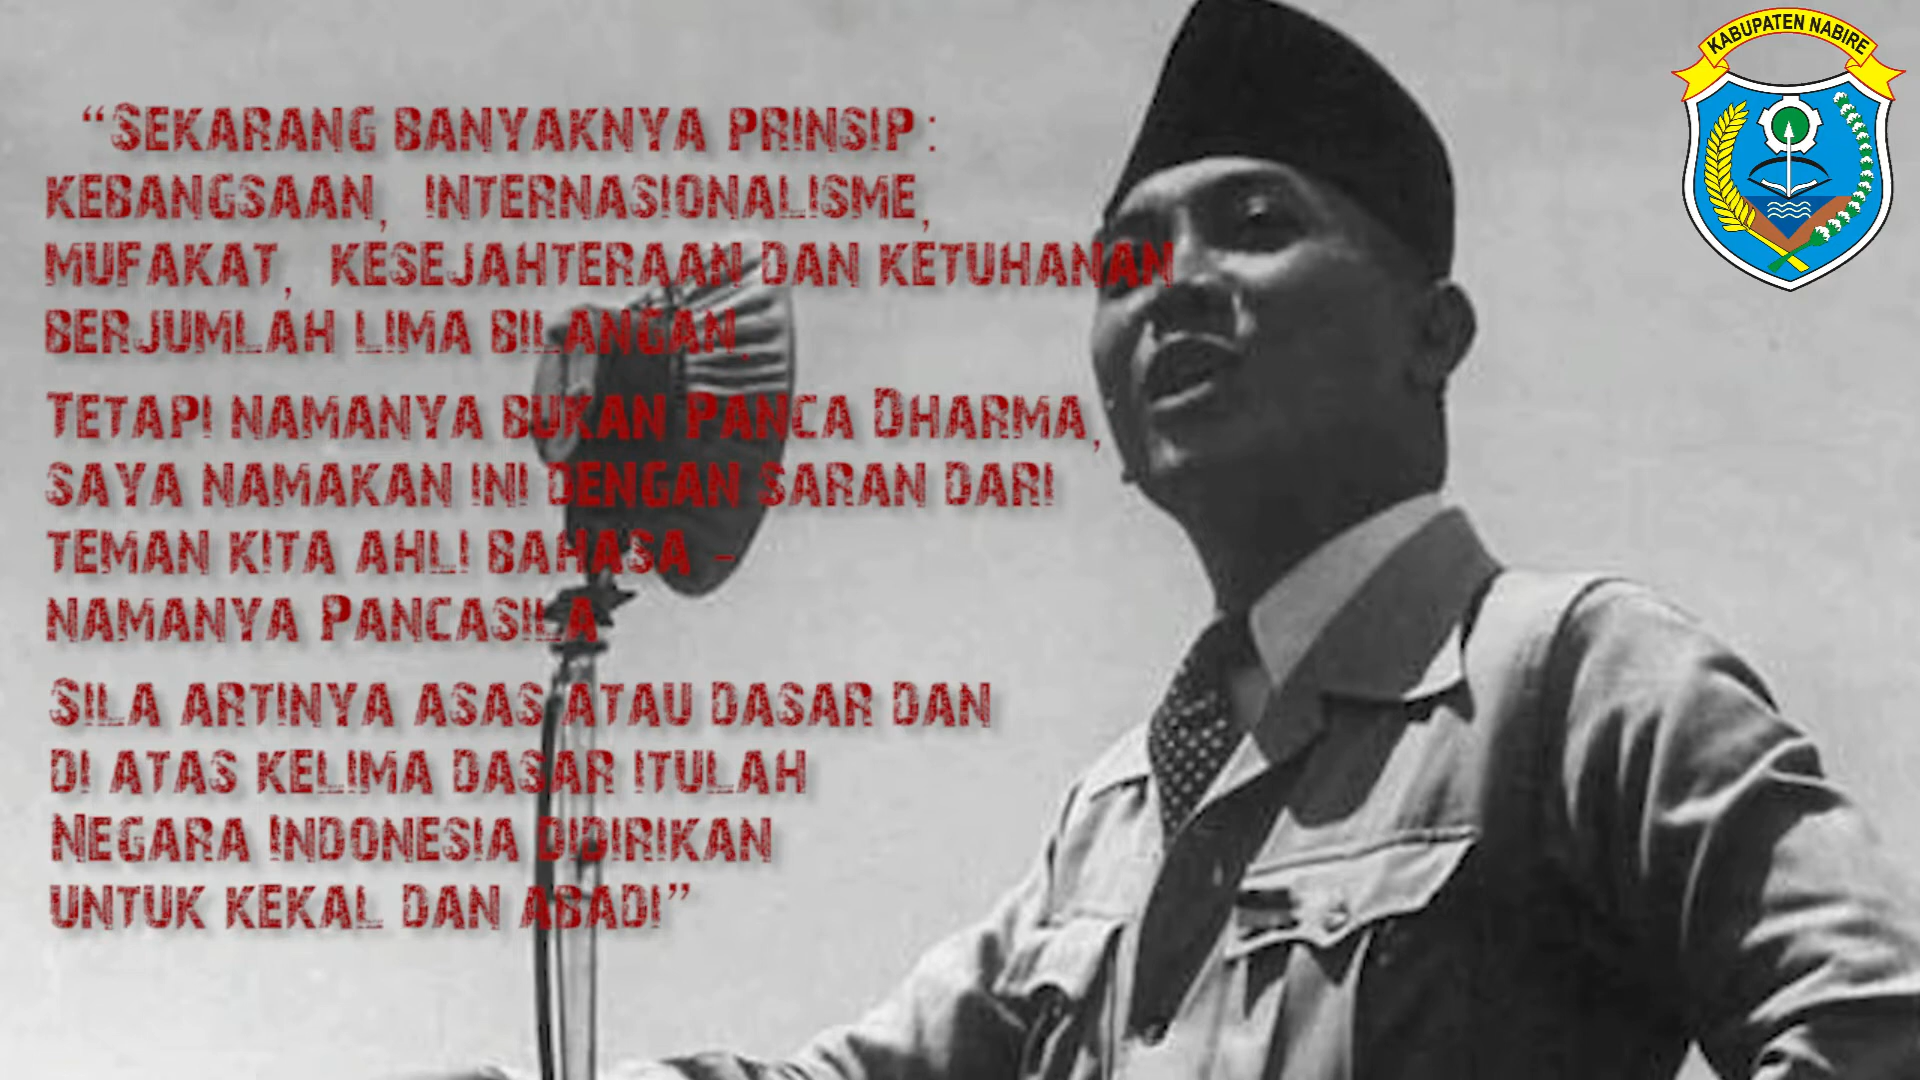 “Sekarang banyaknya prinsip :
kebangsaan, internasionalisme,
mufakat, kesejahteraan dan ketuhanan
berjumlah lima bilangan.
Tetapi namanya bukan Panca Dharma,
saya namakan ini dengan saran dari
teman kita ahli bahasa –
namanya Pancasila
Sila artinya asas atau dasar dan
di atas kelima dasar itulah
Negara Indonesia didirikan
untuk kekal dan abadi”
KABUPATEN NABIRE